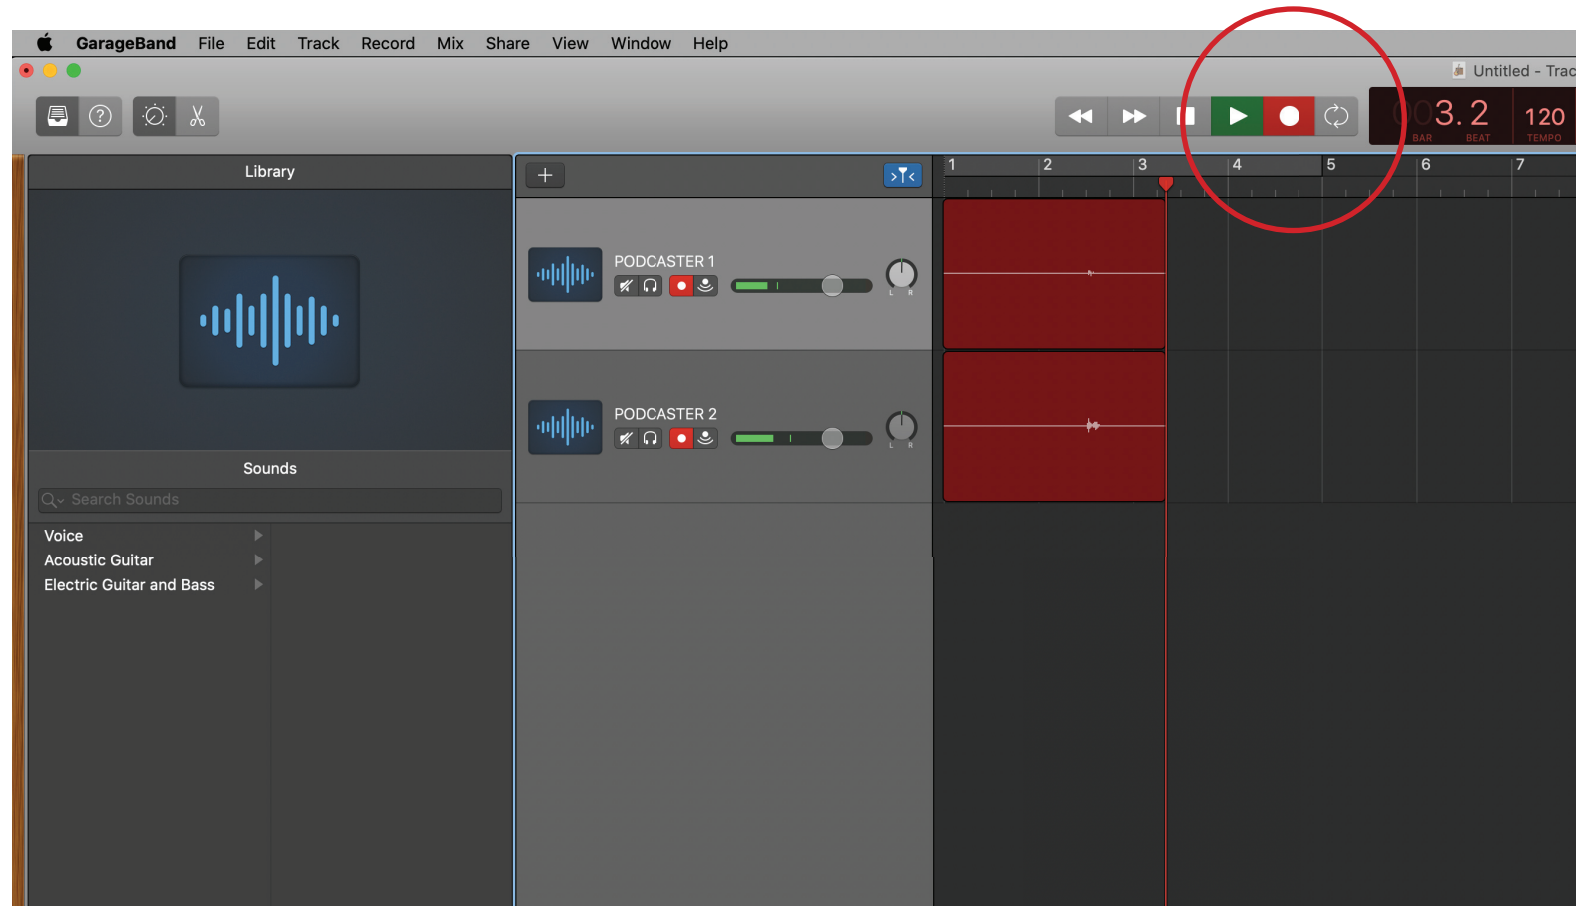 GarageBand File Edit Track Record Mix Share View Window Help
Untitled - Trac
003.2 120
BAR BEAT TEMPO
Library
1 2 3 4 5 6 7
PODCASTER 1
L R
PODCASTER 2
L R
Sounds
Search Sounds
Voice
Acoustic Guitar
Electric Guitar and Bass